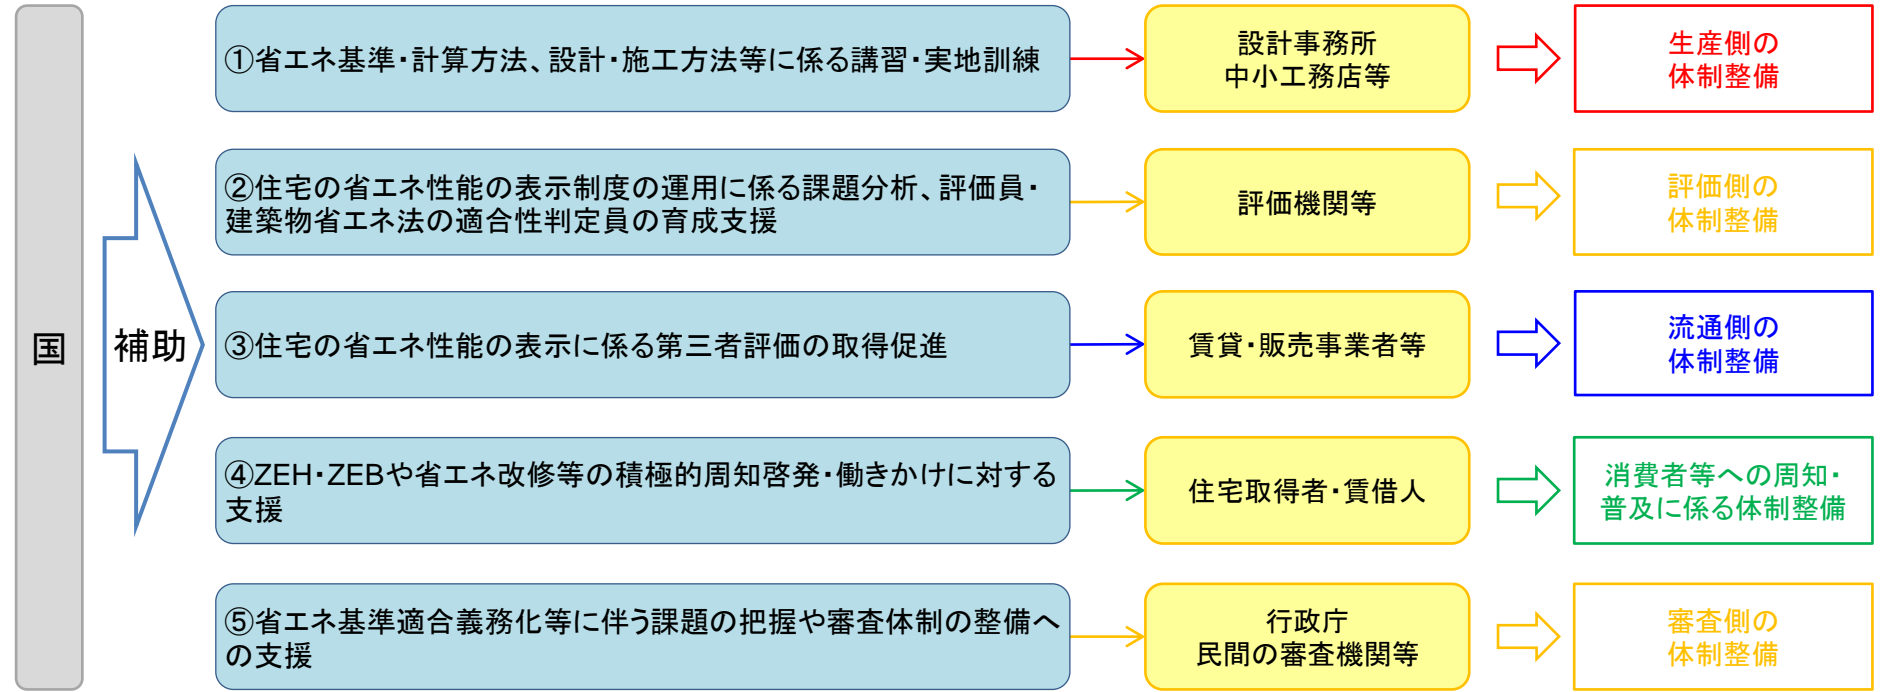 国
補助
①省エネ基準・計算方法、設計・施工方法等に係る講習・実地訓練
設計事務所
中小工務店等
生産側の
体制整備
②住宅の省エネ性能の表示制度の運用に係る課題分析、評価員・
建築物省エネ法の適合性判定員の育成支援
評価機関等
評価側の
体制整備
③住宅の省エネ性能の表示に係る第三者評価の取得促進
賃貸・販売事業者等
流通側の
体制整備
④ZEH・ZEBや省エネ改修等の積極的周知啓発・働きかけに対する
支援
住宅取得者・賃借人
消費者等への周知・
普及に係る体制整備
⑤省エネ基準適合義務化等に伴う課題の把握や審査体制の整備へ
の支援
行政庁
民間の審査機関等
審査側の
体制整備